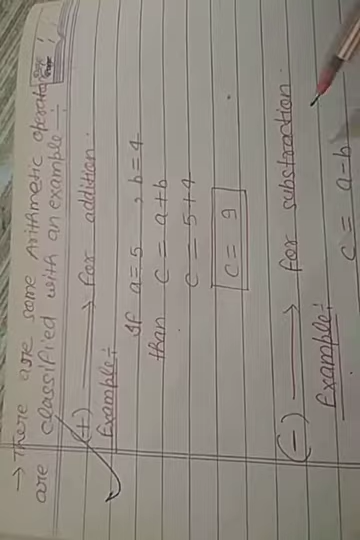 → There are some Arithmetic operator
are classified with an example :-
(+) → for addition.
Example:-
If a=5 , b=4
than c = a+b
c = 5+4
c = 9
(-) → for substraction.
Example:-
c = a-b